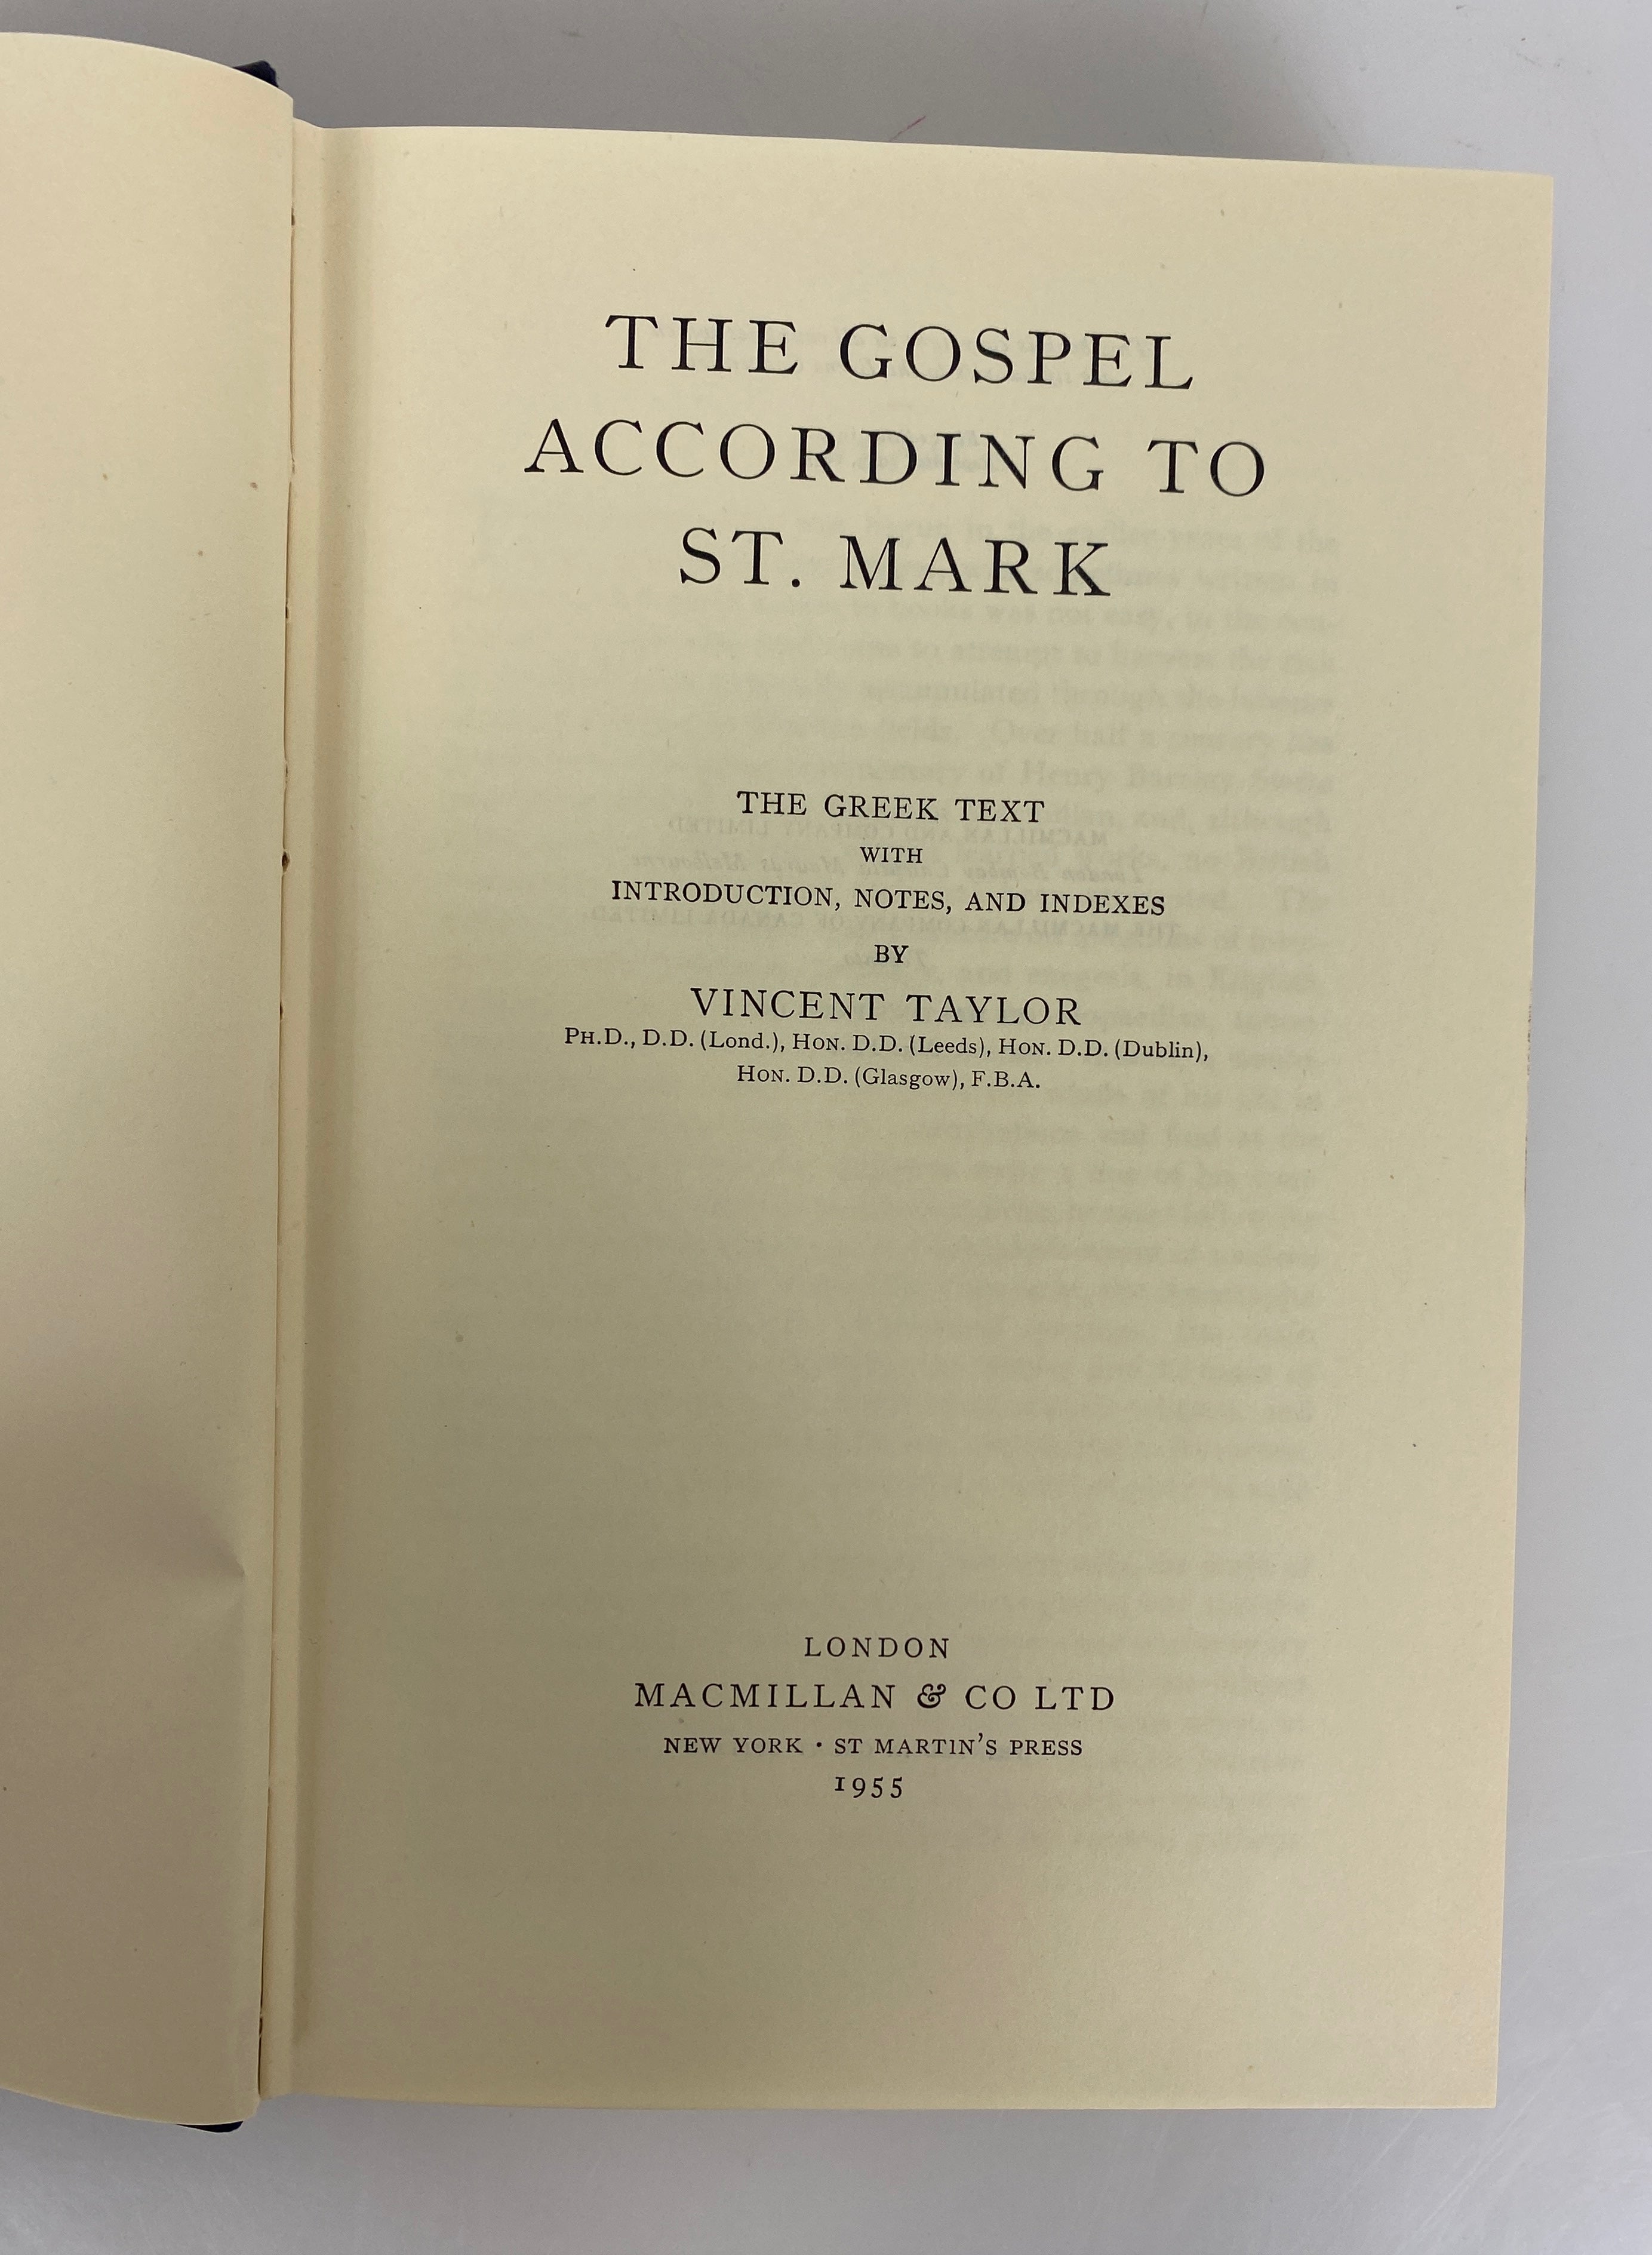 THE GOSPEL
ACCORDING TO
ST. MARK
THE GREEK TEXT
WITH
INTRODUCTION, NOTES, AND INDEXES
BY
VINCENT TAYLOR
PH.D., D.D. (Lond.), HON. D.D. (Leeds), HON. D.D. (Dublin),
HON. D.D. (Glasgow), F.B.A.
LONDON
MACMILLAN & CO LTD
NEW YORK · ST MARTIN'S PRESS
1955